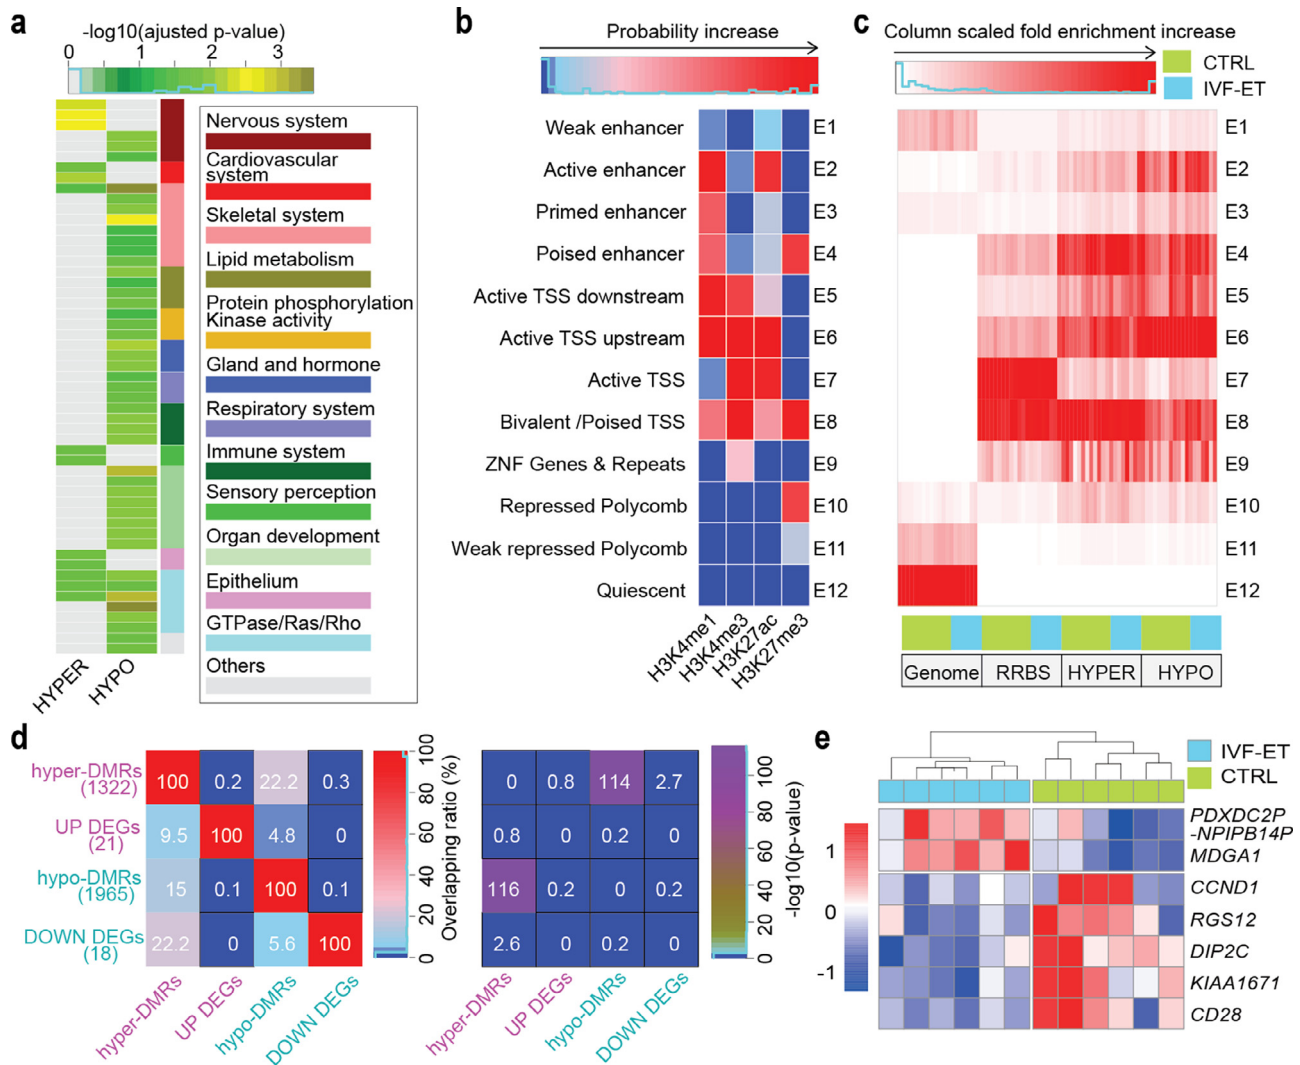 a
-log10(ajusted p-value)
0 1 2 3
Nervous system
Cardiovascular
system
Skeletal system
Lipid metabolism
Protein phosphorylation
Kinase activity
Gland and hormone
Respiratory system
Immune system
Sensory perception
Organ development
Epithelium
GTPase/Ras/Rho
Others
HYPER
HYPO
b
Probability increase
Weak enhancer E1
Active enhancer E2
Primed enhancer E3
Poised enhancer E4
Active TSS downstream E5
Active TSS upstream E6
Active TSS E7
Bivalent /Poised TSS E8
ZNF Genes & Repeats E9
Repressed Polycomb E10
Weak repressed Polycomb E11
Quiescent E12
H3K4me1
H3K4me3
H3K27ac
H3K27me3
c
Column scaled fold enrichment increase
CTRL
IVF-ET
E1
E2
E3
E4
E5
E6
E7
E8
E9
E10
E11
E12
Genome RRBS HYPER HYPO
d
hyper-DMRs
(1322)
100 0.2 22.2 0.3
UP DEGs
(21)
9.5 100 4.8 0
hypo-DMRs
(1965)
15 0.1 100 0.1
DOWN DEGs
(18)
22.2 0 5.6 100
hyper-DMRs
UP DEGs
hypo-DMRs
DOWN DEGs
0 20 40 60 80 100
Overlapping ratio (%)
0 0.8 114 2.7
0.8 0 0.2 0
116 0.2 0 0.2
2.6 0 0.2 0
hyper-DMRs
UP DEGs
hypo-DMRs
DOWN DEGs
0 20 40 60 80 100
-log10(p-value)
e
IVF-ET
CTRL
1
0
-1
PDXDC2P
-NPIPB14P
MDGA1
CCND1
RGS12
DIP2C
KIAA1671
CD28